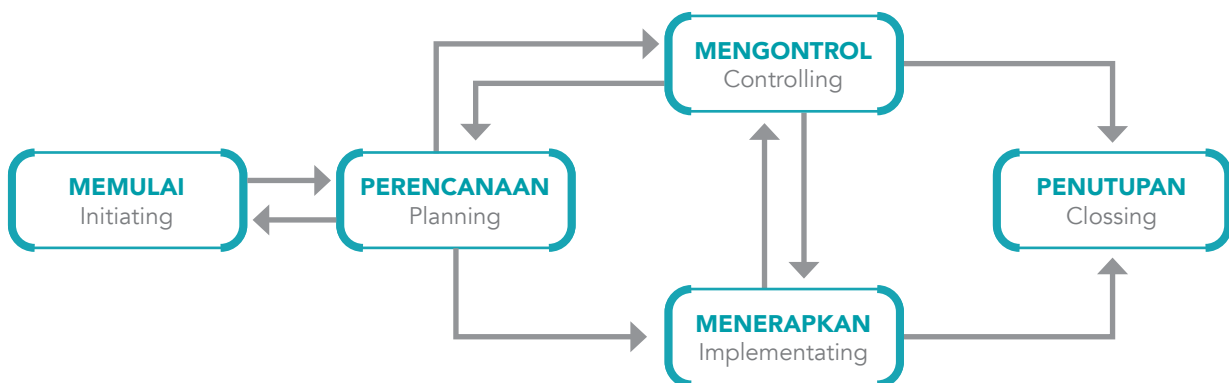 MEMULAI
Initiating
PERENCANAAN
Planning
MENGONTROL
Controlling
MENERAPKAN
Implementating
PENUTUPAN
Clossing